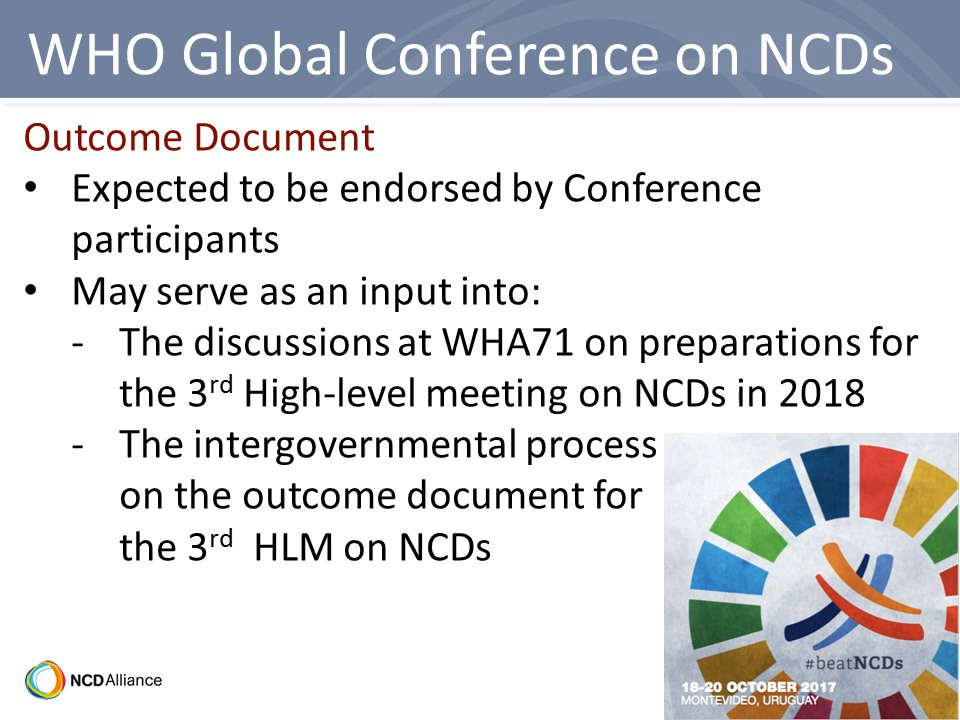 WHO Global Conference on NCDs
Outcome Document
• Expected to be endorsed by Conference
participants
• May serve as an input into:
- The discussions at WHA71 on preparations for
the 3rd High-level meeting on NCDs in 2018
- The intergovernmental process
on the outcome document for
the 3rd HLM on NCDs
#beatNCDs
18-20 OCTOBER 2017
MONTEVIDEO, URUGUAY
NCD Alliance